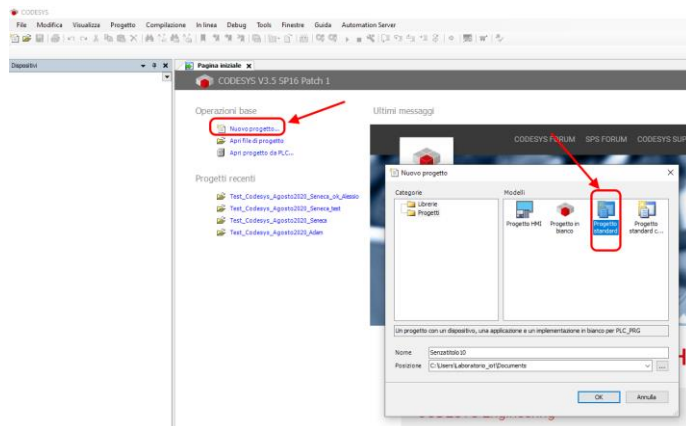 CODESYS
File Modifica Visualizza Progetto Compilazione In linea Debug Tools Finestre Guida Automation Server
Dispositivi
Pagina iniziale
CODESYS V3.5 SP16 Patch 1
Operazioni base
Nuovo progetto...
Apri file di progetto
Apri progetto da PLC...
Progetti recenti
Test_Codesys_Agosto2020_Seneca_ok_Alessio
Test_Codesys_Agosto2020_Seneca_test
Test_Codesys_Agosto2020_Seneca
Test_Codesys_Agosto2020_Adam
Ultimi messaggi
CODESYS FORUM SPS FORUM CODESYS SUP
Nuovo progetto
Categorie
Librerie
Progetti
Modelli
Progetto HMI
Progetto in bianco
Progetto standard
Progetto standard c...
Un progetto con un dispositivo, una applicazione e un implementazione in bianco per PLC_PRG
Nome Senzatitolo10
Posizione C:\Users\Laboratorio_iot\Documents
OK Annulla